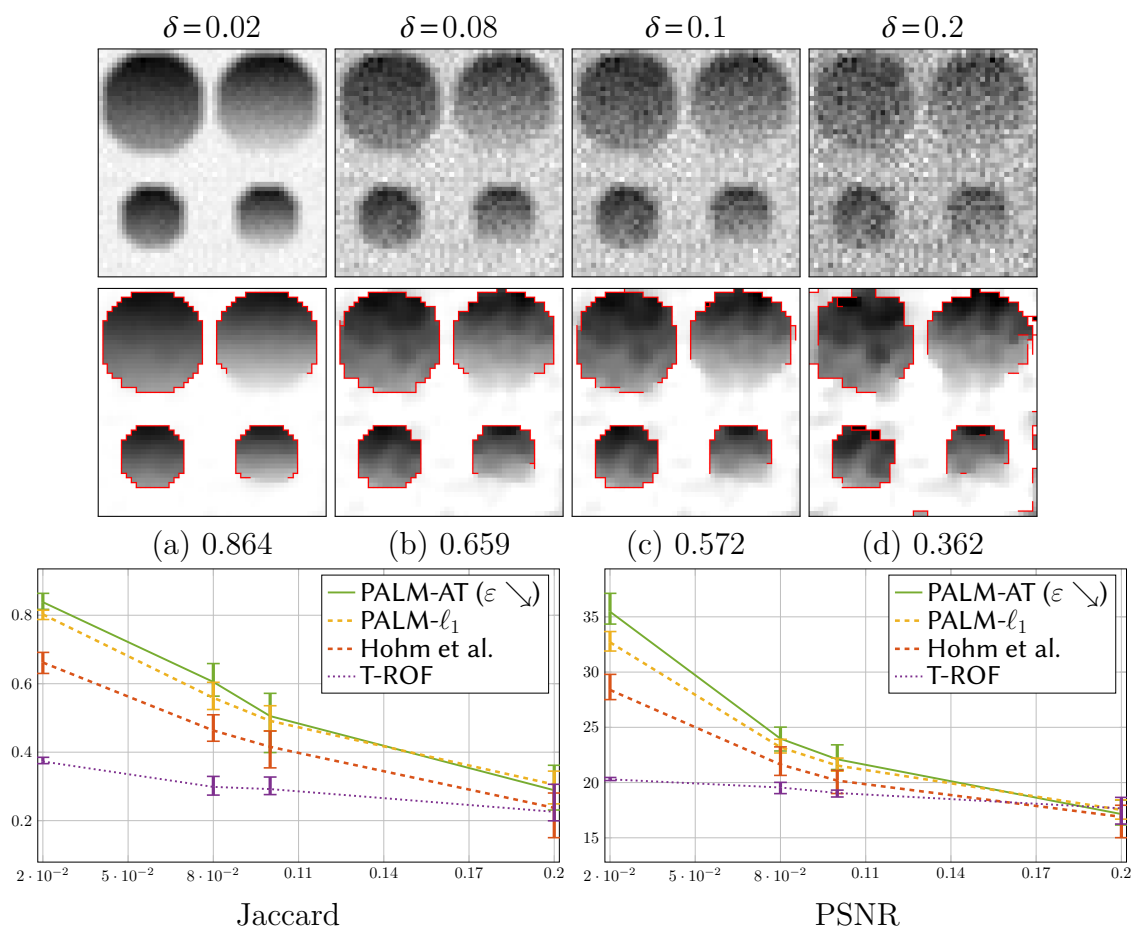 δ=0.02 δ=0.08 δ=0.1 δ=0.2
(a) 0.864 (b) 0.659 (c) 0.572 (d) 0.362
PALM-AT (ε ↘)
PALM-ℓ₁
Hohm et al.
T-ROF
0.8
0.6
0.4
0.2
2 · 10⁻² 5 · 10⁻² 8 · 10⁻² 0.11 0.14 0.17 0.2
Jaccard
PALM-AT (ε ↘)
PALM-ℓ₁
Hohm et al.
T-ROF
35
30
25
20
15
2 · 10⁻² 5 · 10⁻² 8 · 10⁻² 0.11 0.14 0.17 0.2
PSNR